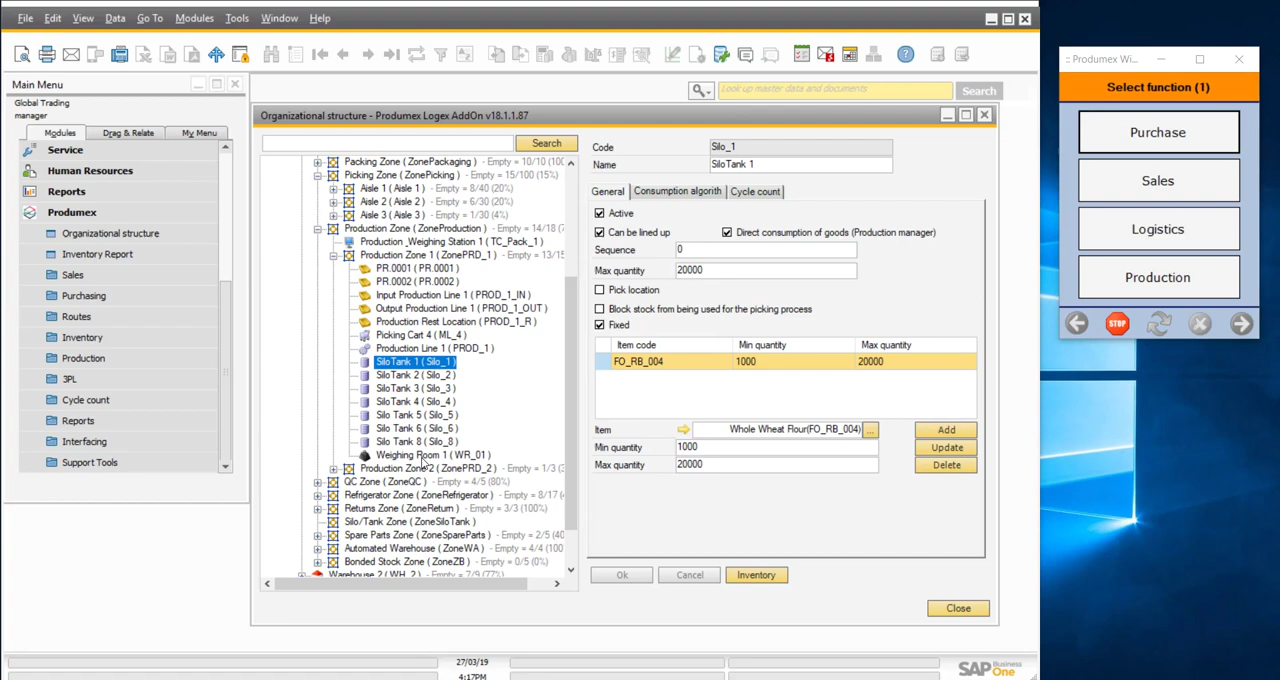 File Edit View Data Go To Modules Tools Window Help
Main Menu
Global Trading
manager
Modules Drag & Relate My Menu
Service
Human Resources
Reports
Produmex
Organizational structure
Inventory Report
Sales
Purchasing
Routes
Inventory
Production
3PL
Cycle count
Reports
Interfacing
Support Tools
Look up master data and documents Search
Organizational structure - Produmex Logex AddOn v18.1.1.87
Search
Packing Zone ( ZonePackaging ) - Empty = 10/10 (100
Picking Zone ( ZonePicking ) - Empty = 15/100 (15%)
Aisle 1 ( Aisle 1 ) - Empty = 8/40 (20%)
Aisle 2 ( Aisle 2 ) - Empty = 6/30 (20%)
Aisle 3 ( Aisle 3 ) - Empty = 1/30 (4%)
Production Zone ( ZoneProduction ) - Empty = 14/18 (7
Production _Weighing Station 1 ( TC_Pack_1 )
Production Zone 1 ( ZonePRD_1 ) - Empty = 13/15
PR.0001 ( PR.0001 )
PR.0002 ( PR.0002 )
Input Production Line 1 ( PROD_1_IN )
Output Production Line 1 ( PROD_1_OUT )
Production Rest Location ( PROD_1_R )
Picking Cart 4 ( ML_4 )
Production Line 1 ( PROD_1 )
SiloTank 1 ( Silo_1 )
SiloTank 2 ( Silo_2 )
SiloTank 3 ( Silo_3 )
SiloTank 4 ( Silo_4 )
Silo Tank 5 ( Silo_5 )
Silo Tank 6 ( Silo_6 )
Silo Tank 8 ( Silo_8 )
Weighing Room 1 ( WR_01 )
Production Zone 2 ( ZonePRD_2 ) - Empty = 1/3 (3
QC Zone ( ZoneQC ) - Empty = 4/5 (80%)
Refrigerator Zone ( ZoneRefrigerator ) - Empty = 8/17 (
Returns Zone ( ZoneReturn ) - Empty = 3/3 (100%)
Silo/Tank Zone ( ZoneSiloTank )
Spare Parts Zone ( ZoneSpareParts ) - Empty = 2/5 (40
Automated Warehouse ( ZoneWA ) - Empty = 4/4 (100
Bonded Stock Zone ( ZoneZB ) - Empty = 0/5 (0%)
Warehouse 2 ( WH_2 ) - Empty = 7/9 (77%)
Code Silo_1
Name SiloTank 1
General Consumption algorith Cycle count
Active
Can be lined up Direct consumption of goods (Production manager)
Sequence 0
Max quantity 20000
Pick location
Block stock from being used for the picking process
Fixed
Item code Min quantity Max quantity
FO_RB_004 1000 20000
Item Whole Wheat Flour(FO_RB_004) ... Add
Min quantity 1000 Update
Max quantity 20000 Delete
Ok Cancel Inventory
Close
27/03/19
4:17PM
SAP Business One
:: Produmex Wi...
Select function (1)
Purchase
Sales
Logistics
Production
STOP